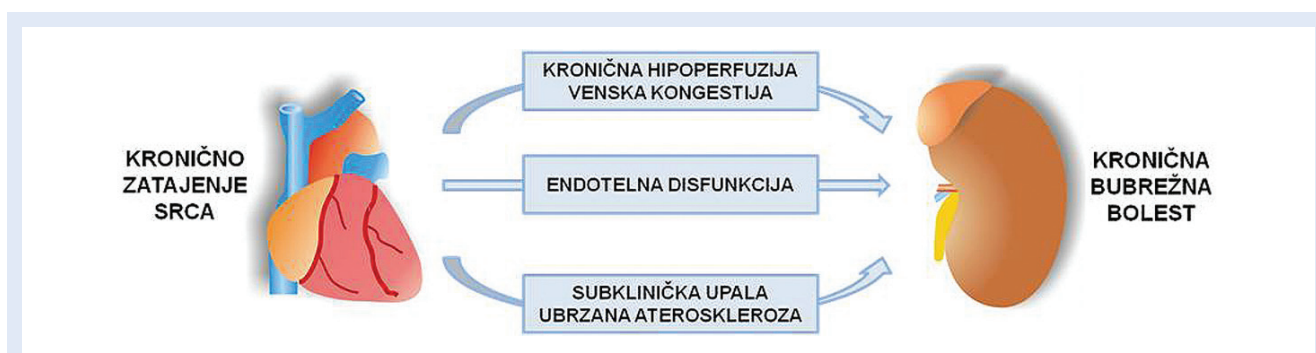 KRONIČNO
ZATAJENJE
SRCA
KRONIČNA HIPOPERFUZIJA
VENSKA KONGESTIJA
ENDOTELNA DISFUNKCIJA
SUBKLINIČKA UPALA
UBRZANA ATEROSKLEROZA
KRONIČNA
BUBREŽNA
BOLEST